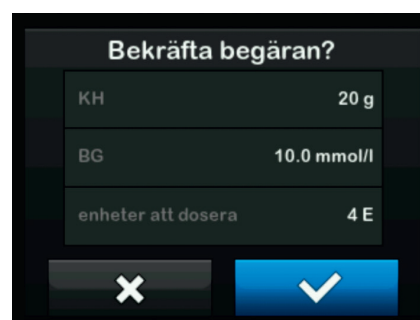 Bekräfta begäran?
KH 20 g
BG 10.0 mmol/l
enheter att dosera 4 E